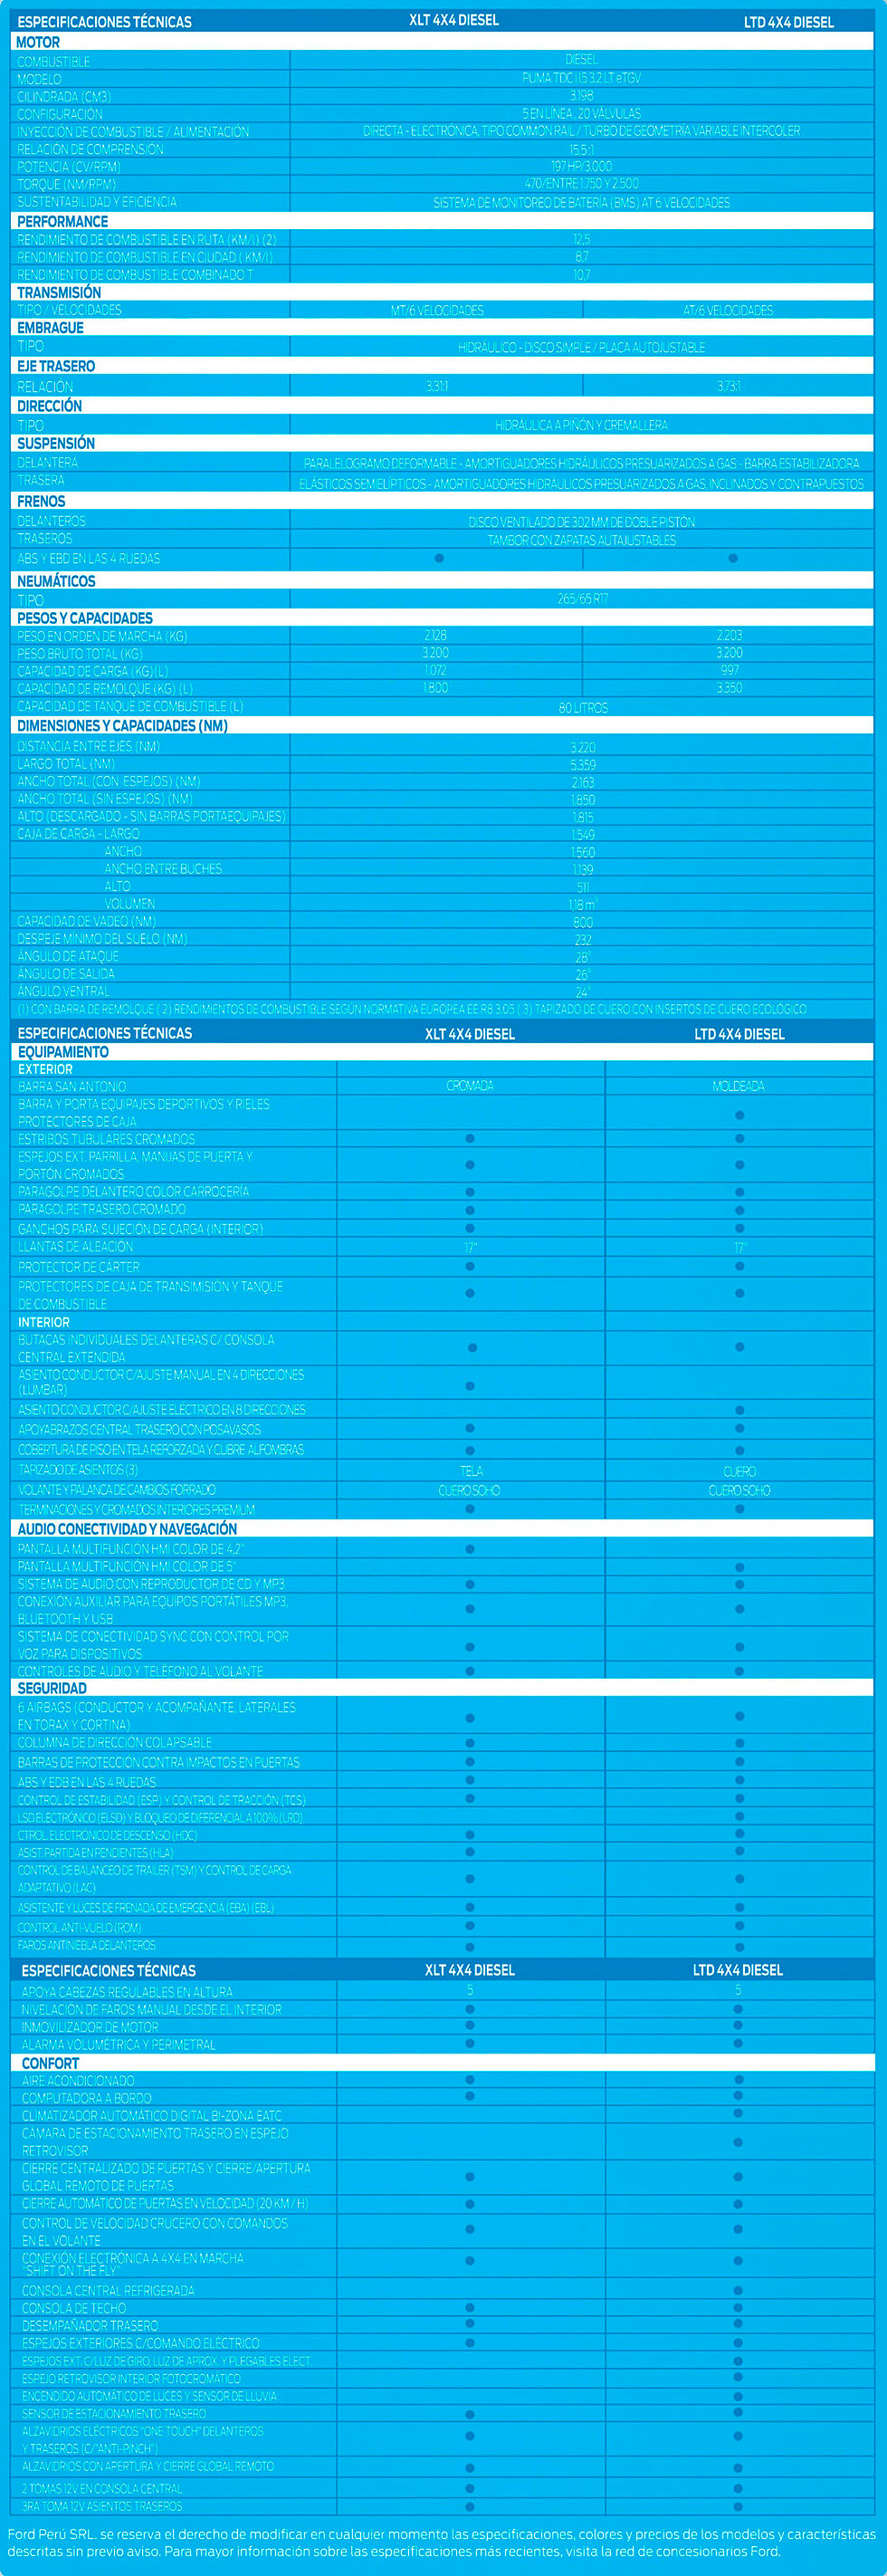 ESPECIFICACIONES TÉCNICAS XLT 4X4 DIESEL LTD 4X4 DIESEL
MOTOR
COMBUSTIBLE DIESEL
MODELO PUMA TDCI I5 3.2 LT eTGV
CILINDRADA (CM3) 3.198
CONFIGURACIÓN 5 EN LÍNEA, 20 VÁLVULAS
INYECCIÓN DE COMBUSTIBLE / ALIMENTACIÓN DIRECTA - ELECTRÓNICA, TIPO COMMON RAIL / TURBO DE GEOMETRÍA VARIABLE INTERCOLER
RELACIÓN DE COMPRENSIÓN 15,5:1
POTENCIA (CV/RPM) 197 HP/3.000
TORQUE (NM/RPM) 470/ENTRE 1.750 Y 2.500
SUSTENTABILIDAD Y EFICIENCIA SISTEMA DE MONITOREO DE BATERÍA (BMS) AT 6 VELOCIDADES
PERFORMANCE
RENDIMIENTO DE COMBUSTIBLE EN RUTA (KM/l) (2) 12,5
RENDIMIENTO DE COMBUSTIBLE EN CIUDAD ( KM/l) 8,7
RENDIMIENTO DE COMBUSTIBLE COMBINADO T 10,7
TRANSMISIÓN
TIPO / VELOCIDADES MT/6 VELOCIDADES AT/6 VELOCIDADES
EMBRAGUE
TIPO HIDRÁULICO - DISCO SIMPLE / PLACA AUTOJUSTABLE
EJE TRASERO
RELACIÓN 3.31:1 3.73:1
DIRECCIÓN
TIPO HIDRÁULICA A PIÑÓN Y CREMALLERA
SUSPENSIÓN
DELANTERA PARALELOGRAMO DEFORMABLE - AMORTIGUADORES HIDRÁULICOS PRESUARIZADOS A GAS - BARRA ESTABILIZADORA
TRASERA ELÁSTICOS SEMIELÍPTICOS - AMORTIGUADORES HIDRÁULICOS PRESUARIZADOS A GAS, INCLINADOS Y CONTRAPUESTOS
FRENOS
DELANTEROS DISCO VENTILADO DE 302 MM DE DOBLE PISTÓN
TRASEROS TAMBOR CON ZAPATAS AUTAJUSTABLES
ABS Y EBD EN LAS 4 RUEDAS ● ●
NEUMÁTICOS
TIPO 265/65 R17
PESOS Y CAPACIDADES
PESO EN ORDEN DE MARCHA (KG) 2.128 2.203
PESO BRUTO TOTAL (KG) 3.200 3.200
CAPACIDAD DE CARGA (KG)(L) 1.072 997
CAPACIDAD DE REMOLQUE (KG) (L) 1.800 3.350
CAPACIDAD DE TANQUE DE COMBUSTIBLE (L) 80 LITROS
DIMENSIONES Y CAPACIDADES (NM)
DISTANCIA ENTRE EJES (NM) 3.220
LARGO TOTAL (NM) 5.359
ANCHO TOTAL (CON ESPEJOS) (NM) 2.163
ANCHO TOTAL (SIN ESPEJOS) (NM) 1.850
ALTO (DESCARGADO - SIN BARRAS PORTAEQUIPAJES) 1.815
CAJA DE CARGA - LARGO 1.549
ANCHO 1.560
ANCHO ENTRE BUCHES 1.139
ALTO 511
VOLUMEN 1,18 m³
CAPACIDAD DE VADEO (NM) 800
DESPEJE MÍNIMO DEL SUELO (NM) 232
ÁNGULO DE ATAQUE 28°
ÁNGULO DE SALIDA 26°
ÁNGULO VENTRAL 24°
(1) CON BARRA DE REMOLQUE ( 2) RENDIMIENTOS DE COMBUSTIBLE SEGÚN NORMATIVA EUROPEA EE R8 3.05 ( 3) TAPIZADO DE CUERO CON INSERTOS DE CUERO ECOLÓGICO
ESPECIFICACIONES TÉCNICAS XLT 4X4 DIESEL LTD 4X4 DIESEL
EQUIPAMIENTO
EXTERIOR
BARRA SAN ANTONIO CROMADA MOLDEADA
BARRA Y PORTA EQUIPAJES DEPORTIVOS Y RIELES
PROTECTORES DE CAJA ●
ESTRIBOS TUBULARES CROMADOS ● ●
ESPEJOS EXT, PARRILLA, MANIJAS DE PUERTA Y
PORTÓN CROMADOS ● ●
PARAGOLPE DELANTERO COLOR CARROCERÍA ● ●
PARAGOLPE TRASERO CROMADO ● ●
GANCHOS PARA SUJECIÓN DE CARGA (INTERIOR) ● ●
LLANTAS DE ALEACIÓN 17" 17"
PROTECTOR DE CÁRTER ● ●
PROTECTORES DE CAJA DE TRANSIMISIÓN Y TANQUE
DE COMBUSTIBLE ● ●
INTERIOR
BUTACAS INDIVIDUALES DELANTERAS C/ CONSOLA
CENTRAL EXTENDIDA ● ●
ASIENTO CONDUCTOR C/AJUSTE MANUAL EN 4 DIRECCIONES
(LUMBAR) ●
ASIENTO CONDUCTOR C/AJUSTE ELÉCTRICO EN 8 DIRECCIONES ●
APOYABRAZOS CENTRAL TRASERO CON POSAVASOS ● ●
COBERTURA DE PISO EN TELA REFORZADA Y CUBRE ALFOMBRAS ● ●
TAPIZADO DE ASIENTOS (3) TELA CUERO
VOLANTE Y PALANCA DE CAMBIOS FORRADO CUERO SOHO CUERO SOHO
TERMINACIONES Y CROMADOS INTERIORES PREMIUM ● ●
AUDIO CONECTIVIDAD Y NAVEGACIÓN
PANTALLA MULTIFUNCIÓN HMI COLOR DE 4,2" ●
PANTALLA MULTIFUNCIÓN HMI COLOR DE 5" ●
SISTEMA DE AUDIO CON REPRODUCTOR DE CD Y MP3 ● ●
CONEXIÓN AUXILIAR PARA EQUIPOS PORTÁTILES MP3,
BLUETOOTH Y USB ● ●
SISTEMA DE CONECTIVIDAD SYNC CON CONTROL POR
VOZ PARA DISPOSITIVOS ● ●
CONTROLES DE AUDIO Y TELÉFONO AL VOLANTE ● ●
SEGURIDAD
6 AIRBAGS (CONDUCTOR Y ACOMPAÑANTE, LATERALES
EN TORAX Y CORTINA) ● ●
COLUMNA DE DIRECCIÓN COLAPSABLE ● ●
BARRAS DE PROTECCIÓN CONTRA IMPACTOS EN PUERTAS ● ●
ABS Y EDB EN LAS 4 RUEDAS ● ●
CONTROL DE ESTABILIDAD (ESP) Y CONTROL DE TRACCIÓN (TCS) ● ●
LSD ELECTRÓNICO (ELSD) Y BLOQUEO DE DIFERENCIAL A 100% (LRD) ●
CTROL. ELECTRÓNICO DE DESCENSO (HDC) ● ●
ASIST. PARTIDA EN PENDIENTES (HLA) ● ●
CONTROL DE BALANCEO DE TRAILER (TSM) Y CONTROL DE CARGA
ADAPTATIVO (LAC) ● ●
ASISTENTE Y LUCES DE FRENADA DE EMERGENCIA (EBA) (EBL) ● ●
CONTROL ANTI-VUELO (ROM) ● ●
FAROS ANTINIEBLA DELANTEROS ● ●
ESPECIFICACIONES TÉCNICAS XLT 4X4 DIESEL LTD 4X4 DIESEL
APOYA CABEZAS REGULABLES EN ALTURA 5 5
NIVELACIÓN DE FAROS MANUAL DESDE EL INTERIOR ● ●
INMOVILIZADOR DE MOTOR ● ●
ALARMA VOLUMÉTRICA Y PERIMETRAL ● ●
CONFORT
AIRE ACONDICIONADO ● ●
COMPUTADORA A BORDO ● ●
CLIMATIZADOR AUTOMÁTICO DIGITAL BI-ZONA EATC ●
CÁMARA DE ESTACIONAMIENTO TRASERO EN ESPEJO
RETROVISOR ●
CIERRE CENTRALIZADO DE PUERTAS Y CIERRE/APERTURA
GLOBAL REMOTO DE PUERTAS ● ●
CIERRE AUTOMÁTICO DE PUERTAS EN VELOCIDAD (20 KM / H) ● ●
CONTROL DE VELOCIDAD CRUCERO CON COMANDOS
EN EL VOLANTE ● ●
CONEXIÓN ELECTRÓNICA A 4X4 EN MARCHA
"SHIFT ON THE FLY" ● ●
CONSOLA CENTRAL REFRIGERADA ●
CONSOLA DE TECHO ● ●
DESEMPAÑADOR TRASERO ● ●
ESPEJOS EXTERIORES C/COMANDO ELÉCTRICO ● ●
ESPEJOS EXT. C/LUZ DE GIRO, LUZ DE APROX. Y PLEGABLES ELECT. ●
ESPEJO RETROVISOR INTERIOR FOTOCROMÁTICO ●
ENCENDIDO AUTOMÁTICO DE LUCES Y SENSOR DE LLUVIA ●
SENSOR DE ESTACIONAMIENTO TRASERO ● ●
ALZAVIDRIOS ELÉCTRICOS "ONE TOUCH" DELANTEROS
Y TRASEROS (C/"ANTI-PINCH") ● ●
ALZAVIDRIOS CON APERTURA Y CIERRE GLOBAL REMOTO ● ●
2 TOMAS 12V EN CONSOLA CENTRAL ● ●
3RA TOMA 12V ASIENTOS TRASEROS ● ●
Ford Perú SRL. se reserva el derecho de modificar en cualquier momento las especificaciones, colores y precios de los modelos y características
descritas sin previo aviso. Para mayor información sobre las especificaciones más recientes, visita la red de concesionarios Ford.